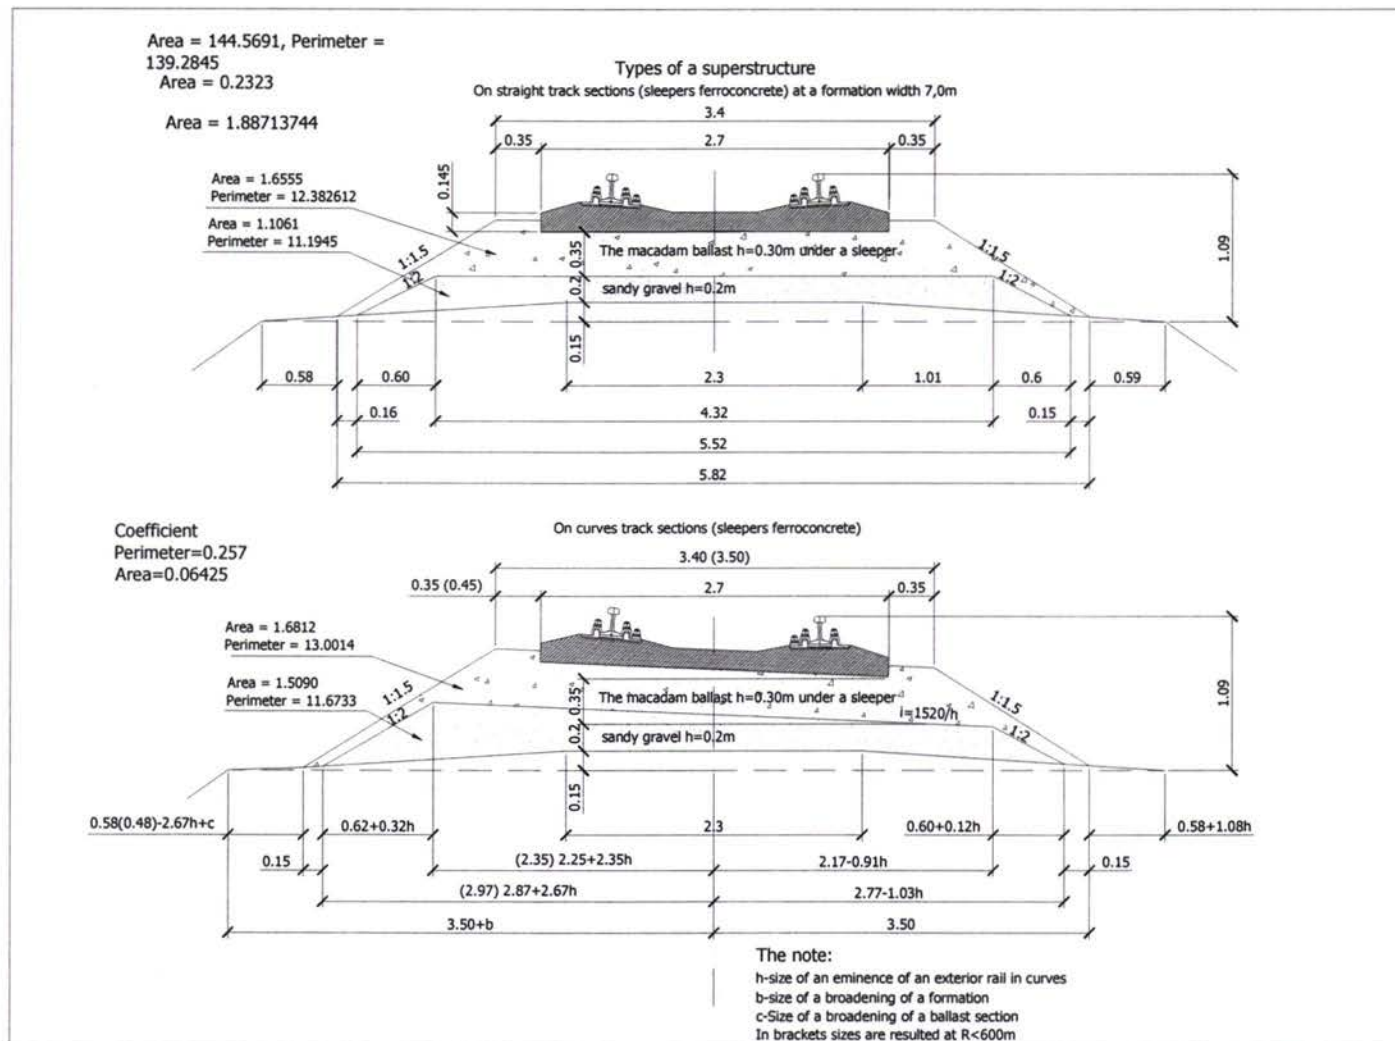 Area = 144.5691, Perimeter =
139.2845
Area = 0.2323
Area = 1.88713744
Types of a superstructure
On straight track sections (sleepers ferroconcrete) at a formation width 7,0m
3.4
0.35
2.7
0.35
0.145
Area = 1.6555
Perimeter = 12.382612
Area = 1.1061
Perimeter = 11.1945
1:1.5
1:2
0.35
The macadam ballast h=0.30m under a sleeper
0.2
sandy gravel h=0.2m
0.15
1:1.5
1:2
1.09
0.58
0.60
2.3
1.01
0.6
0.59
0.16
4.32
0.15
5.52
5.82
Coefficient
Perimeter=0.257
Area=0.06425
On curves track sections (sleepers ferroconcrete)
3.40 (3.50)
0.35 (0.45)
2.7
0.35
Area = 1.6812
Perimeter = 13.0014
Area = 1.5090
Perimeter = 11.6733
1:1.5
1:2
0.35
The macadam ballast h=0.30m under a sleeper
i=1520/h
0.2
sandy gravel h=0.2m
0.15
1:1.5
1:2
1.09
0.58(0.48)-2.67h+c
0.62+0.32h
2.3
0.60+0.12h
0.58+1.08h
0.15
(2.35) 2.25+2.35h
2.17-0.91h
0.15
(2.97) 2.87+2.67h
2.77-1.03h
3.50+b
3.50
The note:
h-size of an eminence of an exterior rail in curves
b-size of a broadening of a formation
c-Size of a broadening of a ballast section
In brackets sizes are resulted at R<600m